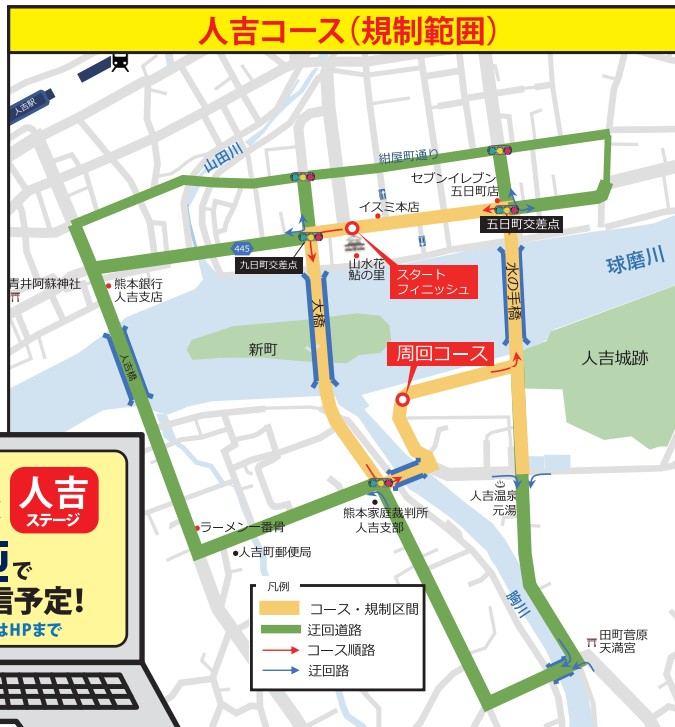 人吉コース（規制範囲）
人吉駅
山田川
紺屋町通り
セブンイレブン
五日町店
イスミ本店
五日町交差点
445
九日町交差点
山水花
鮎の里
スタート
フィニッシュ
水の手橋
球磨川
青井阿蘇神社
熊本銀行
人吉支店
大橋
人吉橋
新町
周回コース
人吉城跡
人吉
ステージ
で
信予定!
はHPまで
ラーメン一番骨
人吉町郵便局
熊本家庭裁判所
人吉支部
人吉温泉
元湯
胸川
田町菅原
天満宮
凡例
コース・規制区間
迂回道路
コース順路
迂回路